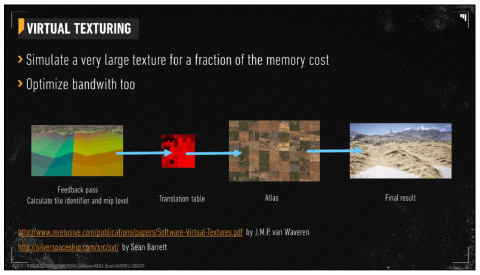 VIRTUAL TEXTURING
Simulate a very large texture for a fraction of the memory cost
Optimize bandwith too
Feedback pass
Calculate tile identifier and mip level
Translation table
Atlas
Final result
http://www.mrelusive.com/publications/papers/Software-Virtual-Textures.pdf by J.M.P. van Waveren
http://silverspaceship.com/src/svt/ by Sean Barrett